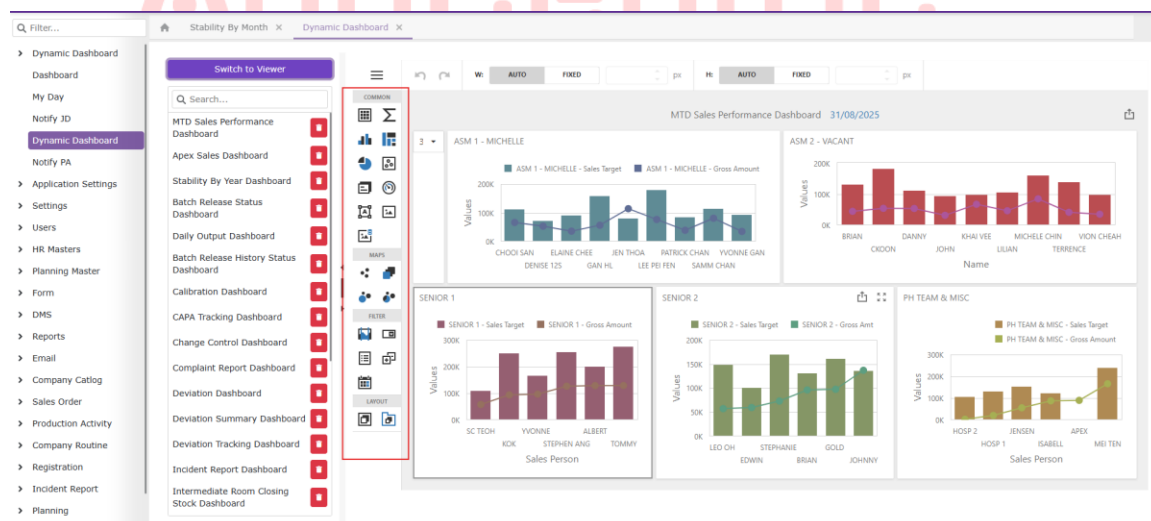 Filter...
Stability By Month ×
Dynamic Dashboard ×
Dynamic Dashboard
Dashboard
My Day
Notify JD
Dynamic Dashboard
Notify PA
Application Settings
Settings
Users
HR Masters
Planning Master
Form
DMS
Reports
Email
Company Catlog
Sales Order
Production Activity
Company Routine
Registration
Incident Report
Planning
Switch to Viewer
Search...
MTD Sales Performance
Dashboard
Apex Sales Dashboard
Stability By Year Dashboard
Batch Release Status
Dashboard
Daily Output Dashboard
Batch Release History Status
Dashboard
Calibration Dashboard
CAPA Tracking Dashboard
Change Control Dashboard
Complaint Report Dashboard
Deviation Dashboard
Deviation Summary Dashboard
Deviation Tracking Dashboard
Incident Report Dashboard
Intermediate Room Closing
Stock Dashboard
COMMON
MAPS
FILTER
LAYOUT
W: AUTO FIXED px H: AUTO FIXED px
MTD Sales Performance Dashboard 31/08/2025
3
ASM 1 - MICHELLE
ASM 1 - MICHELLE - Sales Target ASM 1 - MICHELLE - Gross Amount
200K
100K
0K
Values
CHOOI SAN ELAINE CHEE JEN THOA PATRICK CHAN YVONNE GAN
DENISE 125 GAN HL LEE PEI FEN SAMM CHAN
ASM 2 - VACANT
200K
100K
0K
Values
BRIAN DANNY KHAI VEE MICHELE CHIN VION CHEAH
CKOON JOHN LILIAN TERRENCE
Name
SENIOR 1
SENIOR 1 - Sales Target SENIOR 1 - Gross Amount
300K
200K
100K
0K
Values
SC TEOH YVONNE ALBERT
KOK STEPHEN ANG TOMMY
Sales Person
SENIOR 2
SENIOR 2 - Sales Target SENIOR 2 - Gross Amt
200K
150K
100K
50K
0K
Values
LEO OH STEPHANIE GOLD
EDWIN BRIAN JOHNNY
PH TEAM & MISC
PH TEAM & MISC - Sales Target
PH TEAM & MISC - Gross Amount
300K
200K
100K
0K
Values
HOSP 2 JENSEN APEX
HOSP 1 ISABELL MEI TEN
Sales Person